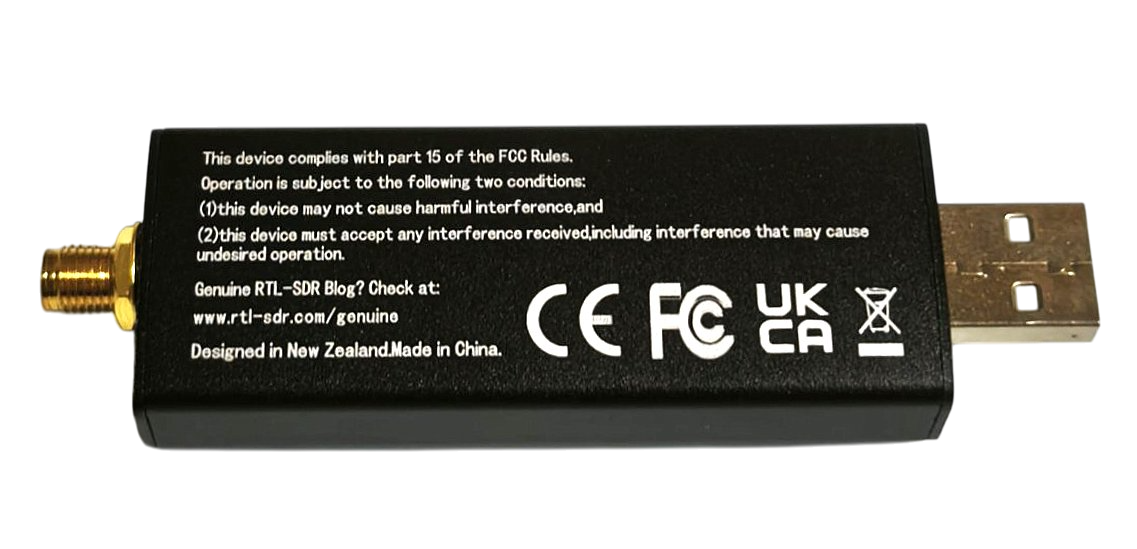 This device complies with part 15 of the FCC Rules.
Operation is subject to the following two conditions:
(1)this device may not cause harmful interference,and
(2)this device must accept any interference received,including interference that may cause
undesired operation.
Genuine RTL-SDR Blog? Check at:
www.rtl-sdr.com/genuine
Designed in New Zealand.Made in China.
CE FC UK
CA